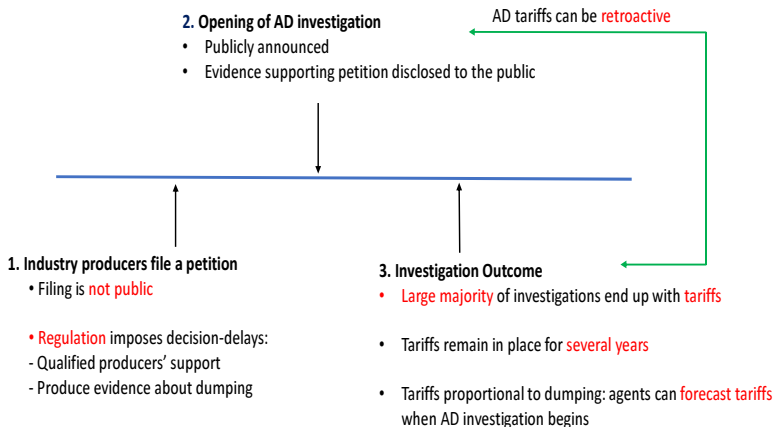 AD tariffs can be retroactive
2. Opening of AD investigation
• Publicly announced
• Evidence supporting petition disclosed to the public
1. Industry producers file a petition
• Filing is not public
• Regulation imposes decision-delays:
- Qualified producers' support
- Produce evidence about dumping
3. Investigation Outcome
• Large majority of investigations end up with tariffs
• Tariffs remain in place for several years
• Tariffs proportional to dumping: agents can forecast tariffs
when AD investigation begins